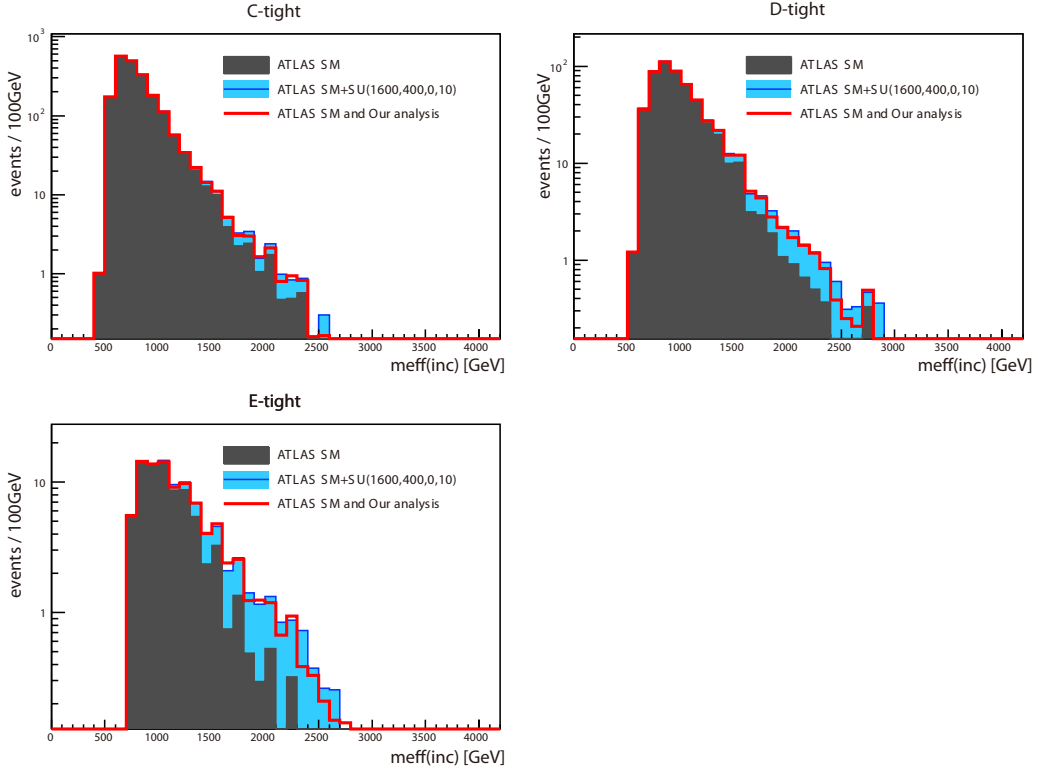 C-tight
events / 100GeV
10³
10²
10
1
ATLAS SM
ATLAS SM+SU(1600,400,0,10)
ATLAS SM and Our analysis
0 500 1000 1500 2000 2500 3000 3500 4000
meff(inc) [GeV]
D-tight
events / 100GeV
10²
10
1
ATLAS SM
ATLAS SM+SU(1600,400,0,10)
ATLAS SM and Our analysis
0 500 1000 1500 2000 2500 3000 3500 4000
meff(inc) [GeV]
E-tight
events / 100GeV
10
1
ATLAS SM
ATLAS SM+SU(1600,400,0,10)
ATLAS SM and Our analysis
0 500 1000 1500 2000 2500 3000 3500 4000
meff(inc) [GeV]